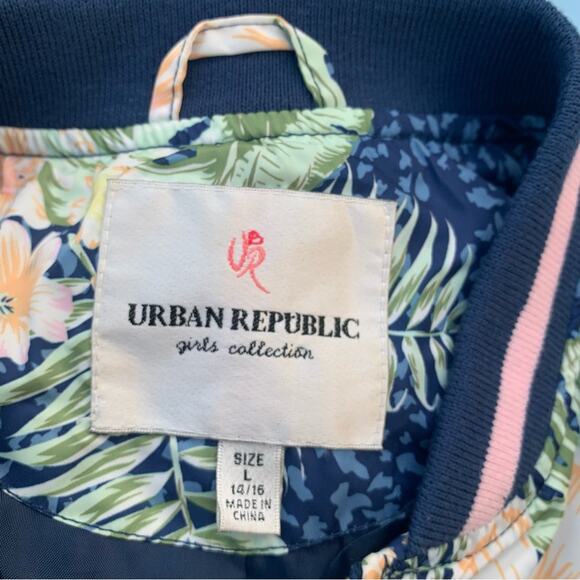 UR
URBAN REPUBLIC
girls collection
SIZE
L
14/16
MADE IN
CHINA